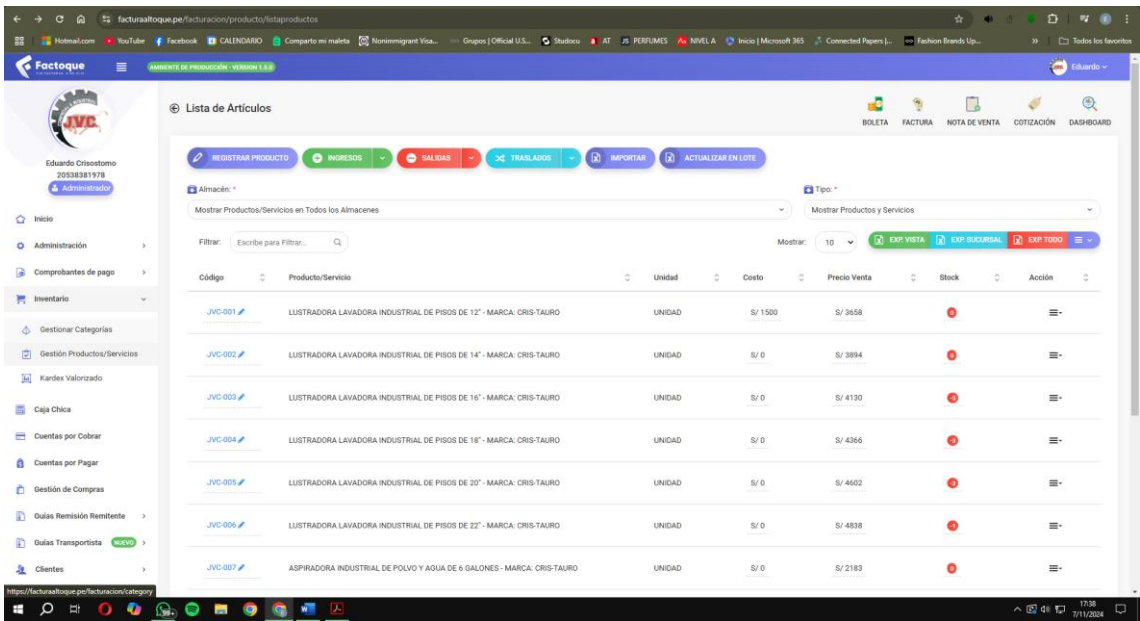 facturaaltoque.pe/facturacion/producto/listaproductos
Hotmail.com YouTube Facebook CALENDARIO Comparto mi maleta Nonimmigrant Visa... Grupos | Official U.S... Studocu AT PERFUMES NIVEL A Inicio | Microsoft 365 Connected Papers |... Fashion Brands Up... » Todos los favoritos
Factoque AMBIENTE DE PRODUCCIÓN - VERSION 1.5.0 Eduardo
JVC
Lista de Artículos
BOLETA FACTURA NOTA DE VENTA COTIZACIÓN DASHBOARD
Eduardo Crisostomo
20538381978
Administrador
REGISTRAR PRODUCTO INGRESOS SALIDAS TRASLADOS IMPORTAR ACTUALIZAR EN LOTE
Almacén: * Tipo: *
Mostrar Productos/Servicios en Todos los Almacenes Mostrar Productos y Servicios
Filtrar: Escribe para Filtrar... Mostrar: 10 EXP. VISTA EXP. SUCURSAL EXP. TODO
Inicio
Administración
Comprobantes de pago
Inventario
Gestionar Categorías
Gestión Productos/Servicios
Kardex Valorizado
Caja Chica
Cuentas por Cobrar
Cuentas por Pagar
Gestión de Compras
Guías Remisión Remitente
Guías Transportista NUEVO
Clientes
Código Producto/Servicio Unidad Costo Precio Venta Stock Acción
JVC-001 LUSTRADORA LAVADORA INDUSTRIAL DE PISOS DE 12" - MARCA: CRIS-TAURO UNIDAD S/ 1500 S/ 3658 0
JVC-002 LUSTRADORA LAVADORA INDUSTRIAL DE PISOS DE 14" - MARCA: CRIS-TAURO UNIDAD S/ 0 S/ 3894 0
JVC-003 LUSTRADORA LAVADORA INDUSTRIAL DE PISOS DE 16" - MARCA: CRIS-TAURO UNIDAD S/ 0 S/ 4130
JVC-004 LUSTRADORA LAVADORA INDUSTRIAL DE PISOS DE 18" - MARCA: CRIS-TAURO UNIDAD S/ 0 S/ 4366
JVC-005 LUSTRADORA LAVADORA INDUSTRIAL DE PISOS DE 20" - MARCA: CRIS-TAURO UNIDAD S/ 0 S/ 4602
JVC-006 LUSTRADORA LAVADORA INDUSTRIAL DE PISOS DE 22" - MARCA: CRIS-TAURO UNIDAD S/ 0 S/ 4838 -1
JVC-007 ASPIRADORA INDUSTRIAL DE POLVO Y AGUA DE 6 GALONES - MARCA: CRIS-TAURO UNIDAD S/ 0 S/ 2183 0
https://facturaaltoque.pe/facturacion/category
99+
17:38
7/11/2024